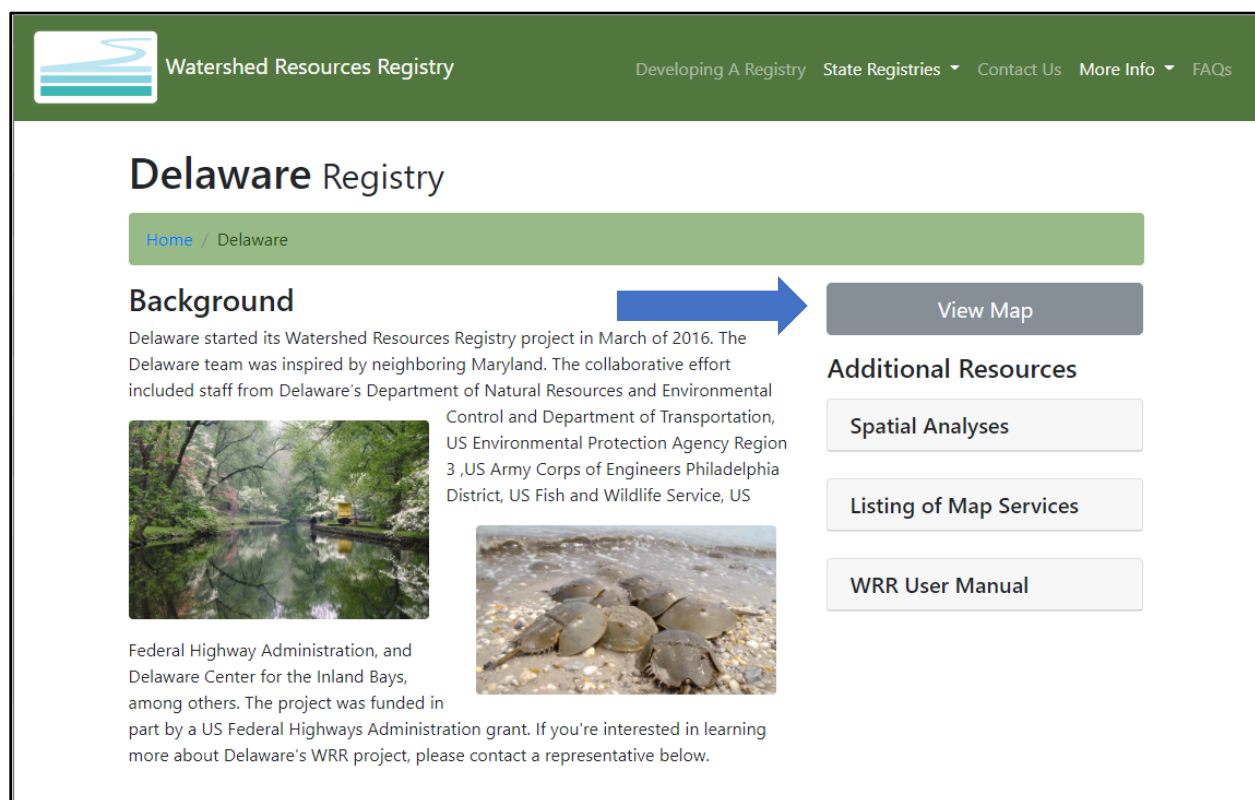 Watershed Resources Registry
Developing A Registry State Registries Contact Us More Info FAQs
Delaware Registry
Home / Delaware
Background
Delaware started its Watershed Resources Registry project in March of 2016. The
Delaware team was inspired by neighboring Maryland. The collaborative effort
included staff from Delaware's Department of Natural Resources and Environmental
Control and Department of Transportation,
US Environmental Protection Agency Region
3 ,US Army Corps of Engineers Philadelphia
District, US Fish and Wildlife Service, US
Federal Highway Administration, and
Delaware Center for the Inland Bays,
among others. The project was funded in
part by a US Federal Highways Administration grant. If you're interested in learning
more about Delaware's WRR project, please contact a representative below.
View Map
Additional Resources
Spatial Analyses
Listing of Map Services
WRR User Manual